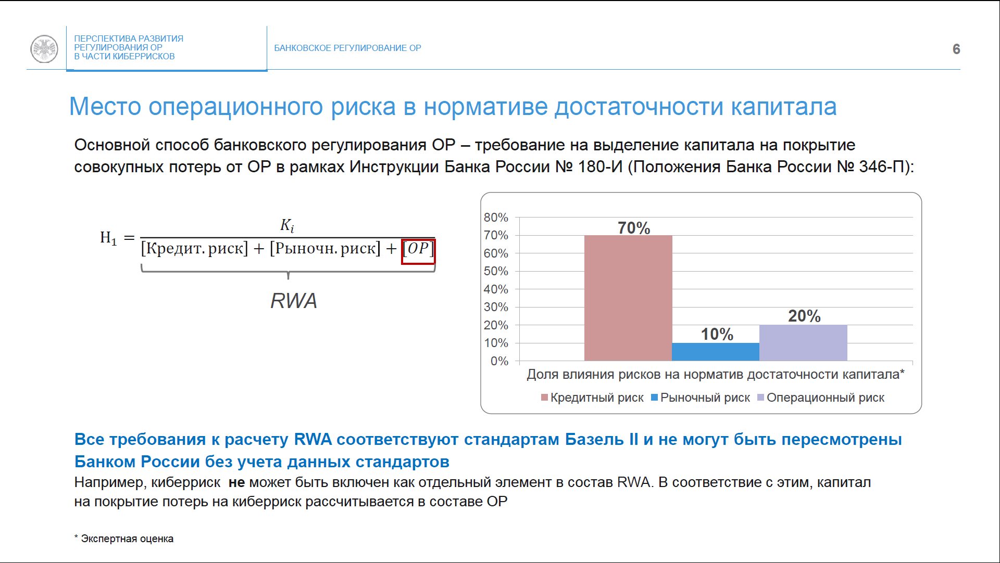 ПЕРСПЕКТИВА РАЗВИТИЯ
РЕГУЛИРОВАНИЯ ОР
В ЧАСТИ КИБЕРРИСКОВ
БАНКОВСКОЕ РЕГУЛИРОВАНИЕ ОР
6
Место операционного риска в нормативе достаточности капитала
Основной способ банковского регулирования ОР – требование на выделение капитала на покрытие
совокупных потерь от ОР в рамках Инструкции Банка России № 180-И (Положения Банка России № 346-П):
K_i
H_1 =
[Кредит. риск] + [Рыночн. риск] + [OP]
RWA
80%
70%
60%
50%
40%
30%
20%
10%
0%
70%
10%
20%
Доля влияния рисков на норматив достаточности капитала*
Кредитный риск Рыночный риск Операционный риск
Все требования к расчету RWA соответствуют стандартам Базель II и не могут быть пересмотрены
Банком России без учета данных стандартов
Например, киберриск не может быть включен как отдельный элемент в состав RWA. В соответствие с этим, капитал
на покрытие потерь на киберриск рассчитывается в составе ОР
* Экспертная оценка